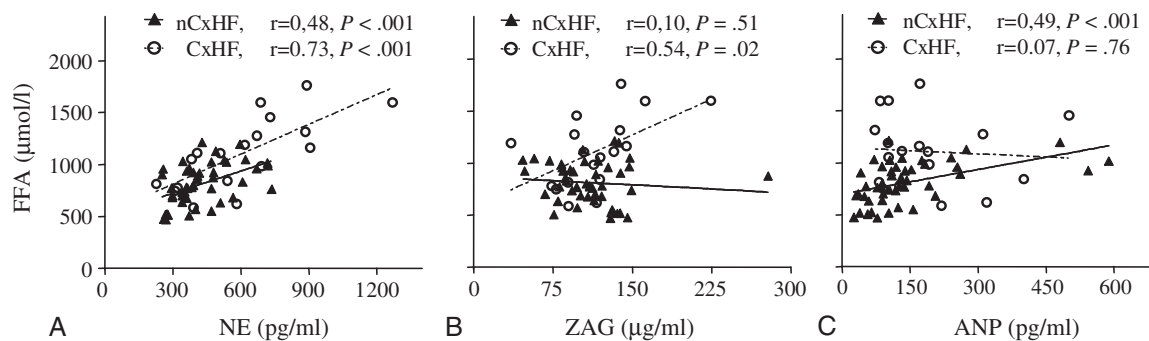 nCxHF, r=0,48, P < .001
CxHF, r=0.73, P < .001
nCxHF, r=0,10, P = .51
CxHF, r=0.54, P = .02
nCxHF, r=0,49, P < .001
CxHF, r=0.07, P = .76
FFA (µmol/l)
2000
1500
1000
500
0
0 300 600 900 1200
75 150 225 300
0 150 300 450 600
A NE (pg/ml)
B ZAG (µg/ml)
C ANP (pg/ml)